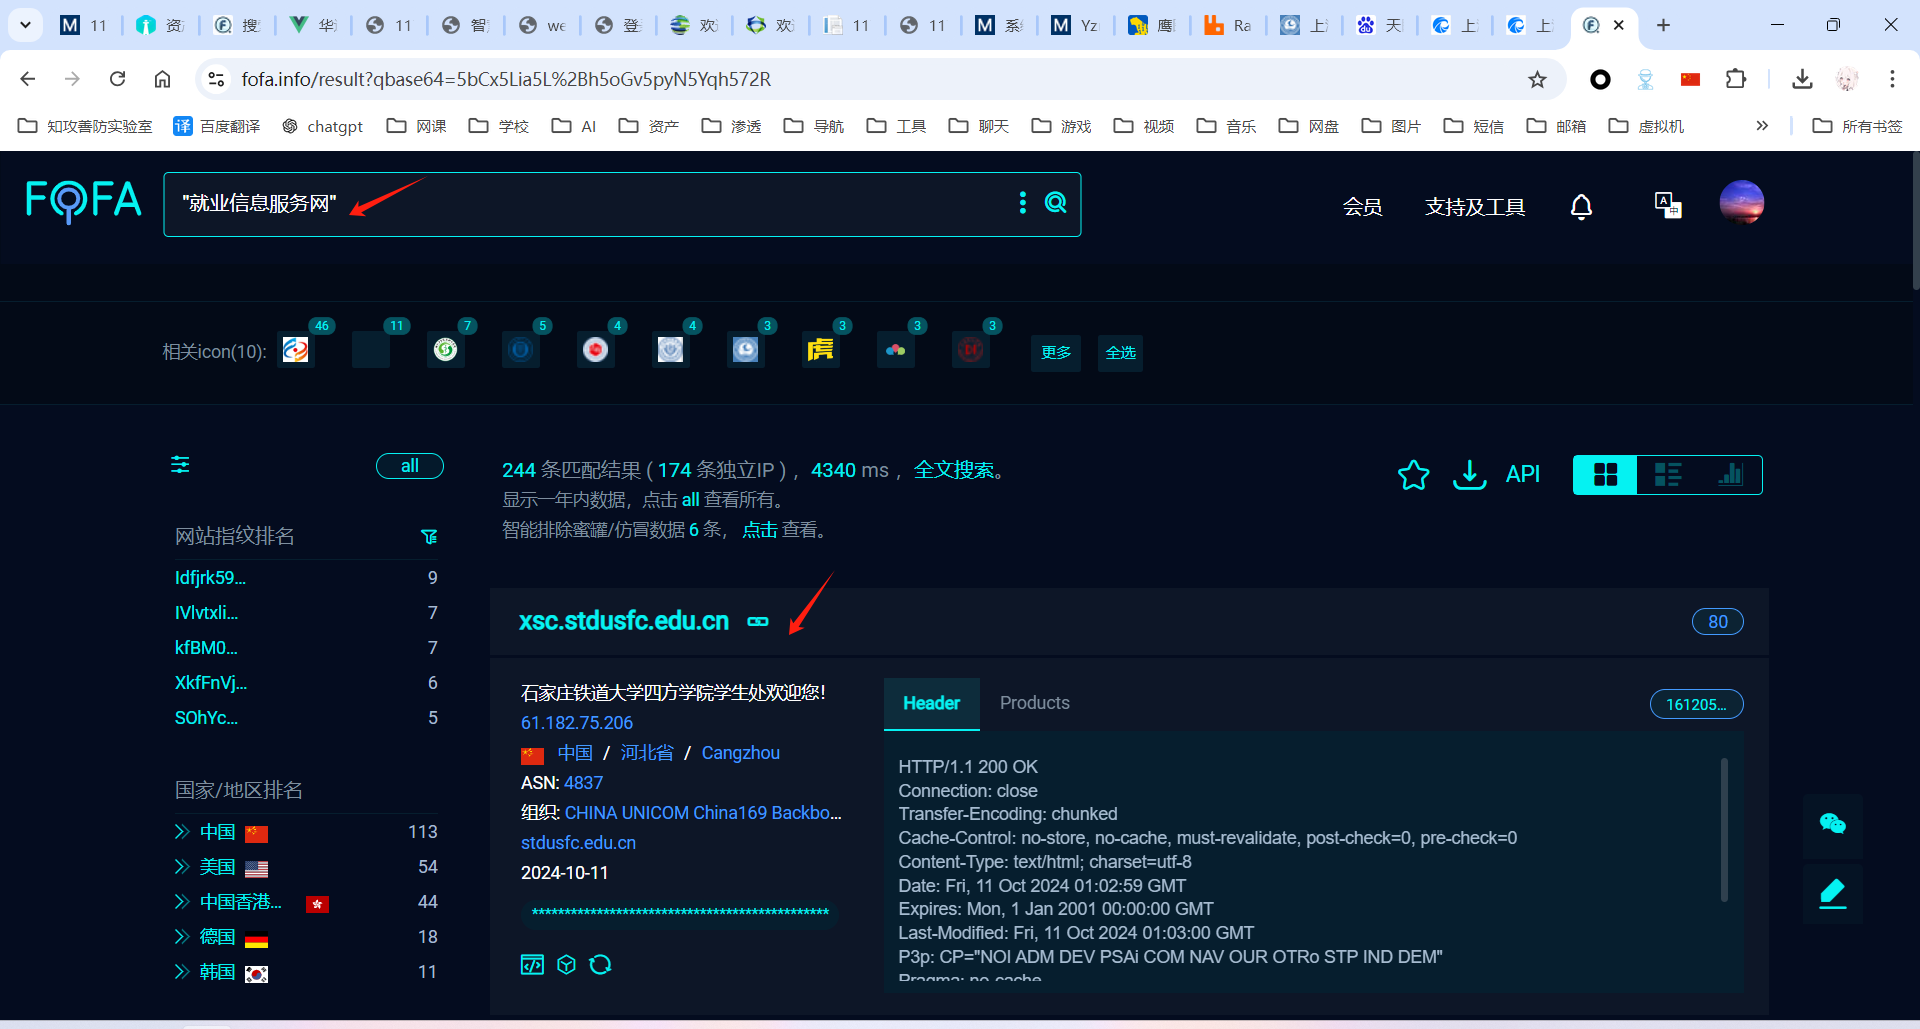 11
资
搜
华
11
智
we
登
欢
欢
11
11
系
Yz
鹰
Ra
上
天
上
上
fofa.info/result?qbase64=5bCx5Lia5L%2Bh5oGv5pyN5Yqh572R
知攻善防实验室
百度翻译
chatgpt
网课
学校
AI
资产
渗透
导航
工具
聊天
游戏
视频
音乐
网盘
图片
短信
邮箱
虚拟机
所有书签
FOFA
"就业信息服务网"
会员
支持及工具
相关icon(10):
46
11
7
5
4
4
3
3
3
3
更多
全选
all
244 条匹配结果 ( 174 条独立IP ) ，4340 ms ，全文搜索。
显示一年内数据，点击 all 查看所有。
智能排除蜜罐/仿冒数据 6 条， 点击 查看。
API
网站指纹排名
Idfjrk59... 9
IVlvtxli... 7
kfBM0... 7
XkfFnVj... 6
SOhYc... 5
国家/地区排名
中国 113
美国 54
中国香港... 44
德国 18
韩国 11
xsc.stdusfc.edu.cn
80
石家庄铁道大学四方学院学生处欢迎您！
61.182.75.206
中国 / 河北省 / Cangzhou
ASN: 4837
组织: CHINA UNICOM China169 Backbo...
stdusfc.edu.cn
2024-10-11
**********************************************
Header
Products
161205...
HTTP/1.1 200 OK
Connection: close
Transfer-Encoding: chunked
Cache-Control: no-store, no-cache, must-revalidate, post-check=0, pre-check=0
Content-Type: text/html; charset=utf-8
Date: Fri, 11 Oct 2024 01:02:59 GMT
Expires: Mon, 1 Jan 2001 00:00:00 GMT
Last-Modified: Fri, 11 Oct 2024 01:03:00 GMT
P3p: CP="NOI ADM DEV PSAi COM NAV OUR OTRo STP IND DEM"
Pragma: no-cache